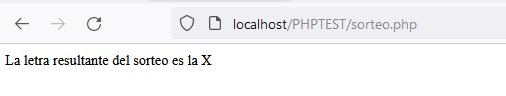 localhost/PHPTEST/sorteo.php
La letra resultante del sorteo es la X